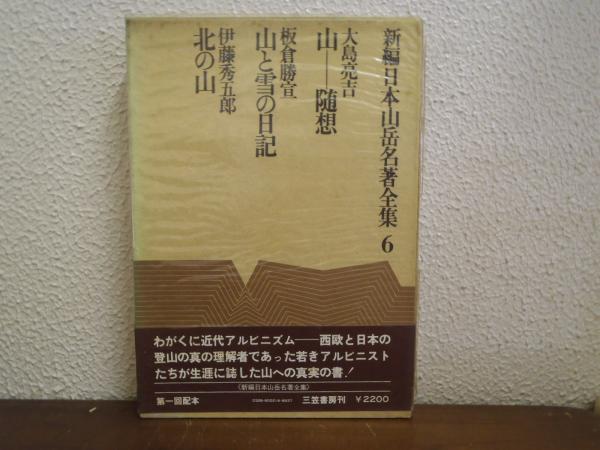 新編日本山岳名著全集 6
大島亮吉
山――随想
板倉勝宣
山と雪の日記
伊藤秀五郎
北の山
わがくに近代アルピニズム――西欧と日本の
登山の真の理解者であった若きアルピニスト
たちが生涯に誌した山への真実の書！
《新編日本山岳名著全集》
第一回配本
三笠書房刊 ￥2200